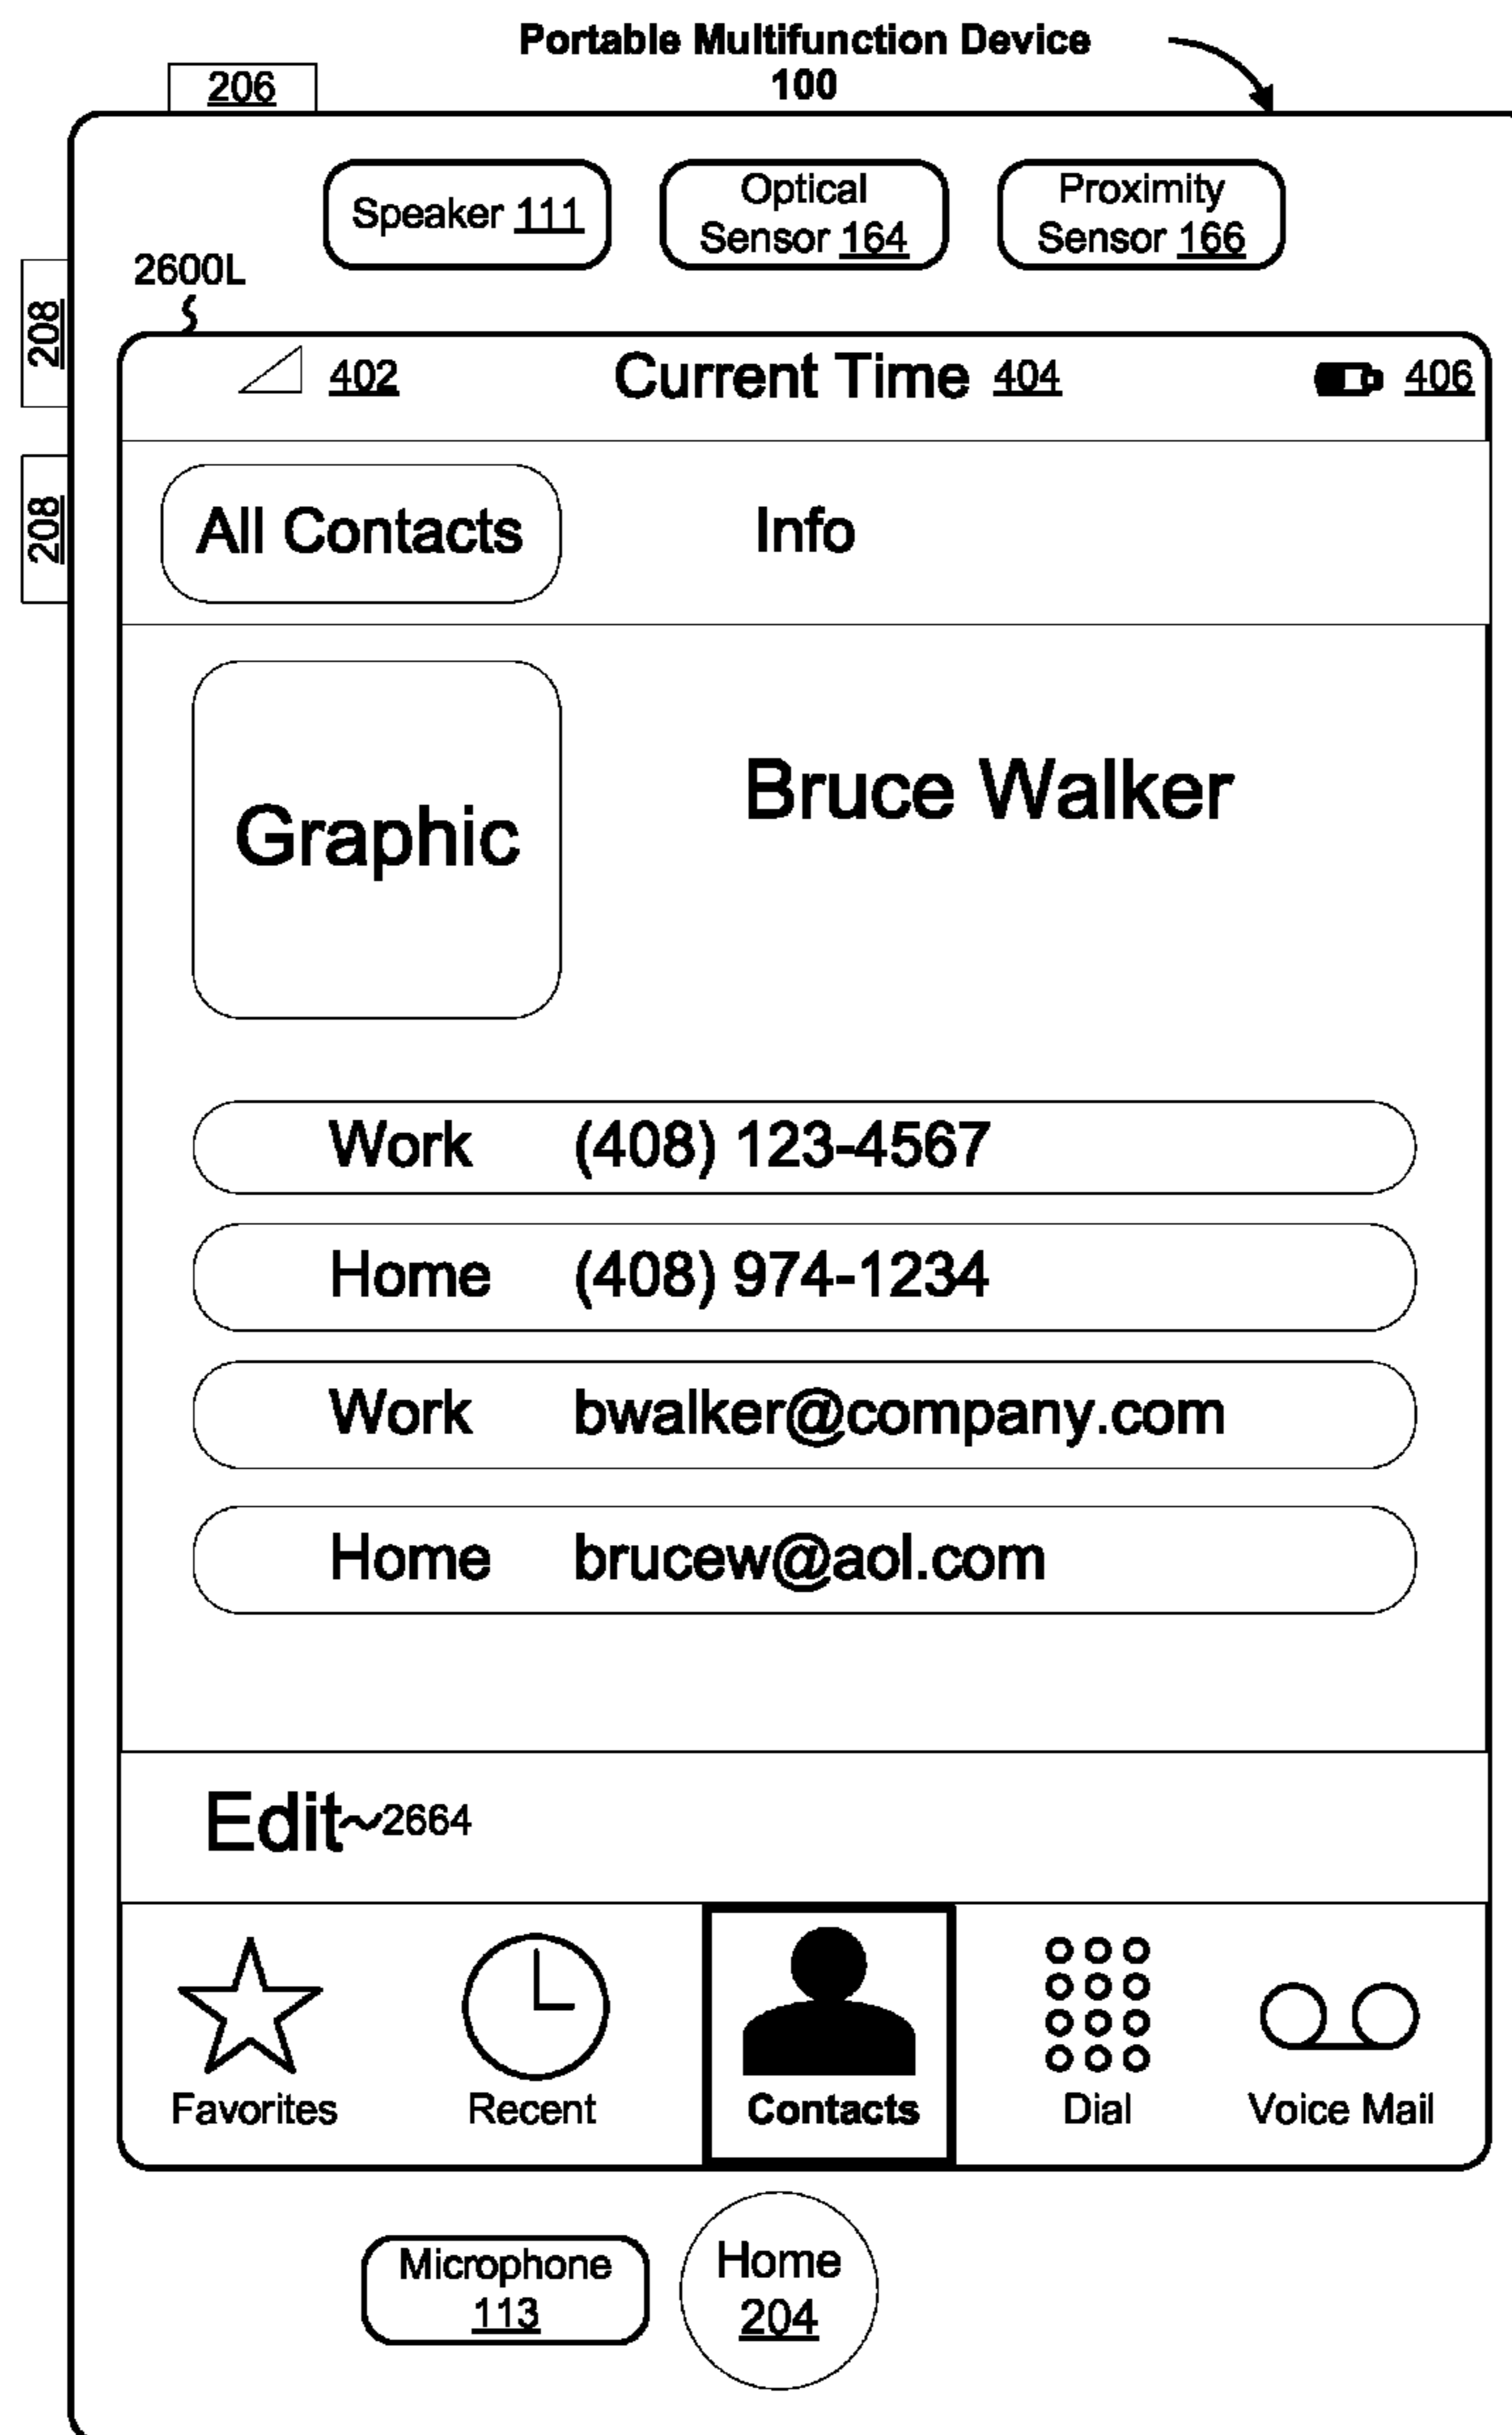 Portable Multifunction Device
100
206
Speaker 111
Optical
Sensor 164
Proximity
Sensor 166
2600L
208
208
402
Current Time 404
406
All Contacts
Info
Graphic
Bruce Walker
Work (408) 123-4567
Home (408) 974-1234
Work bwalker@company.com
Home brucew@aol.com
Edit~2664
Favorites
Recent
Contacts
Dial
Voice Mail
Microphone
113
Home
204